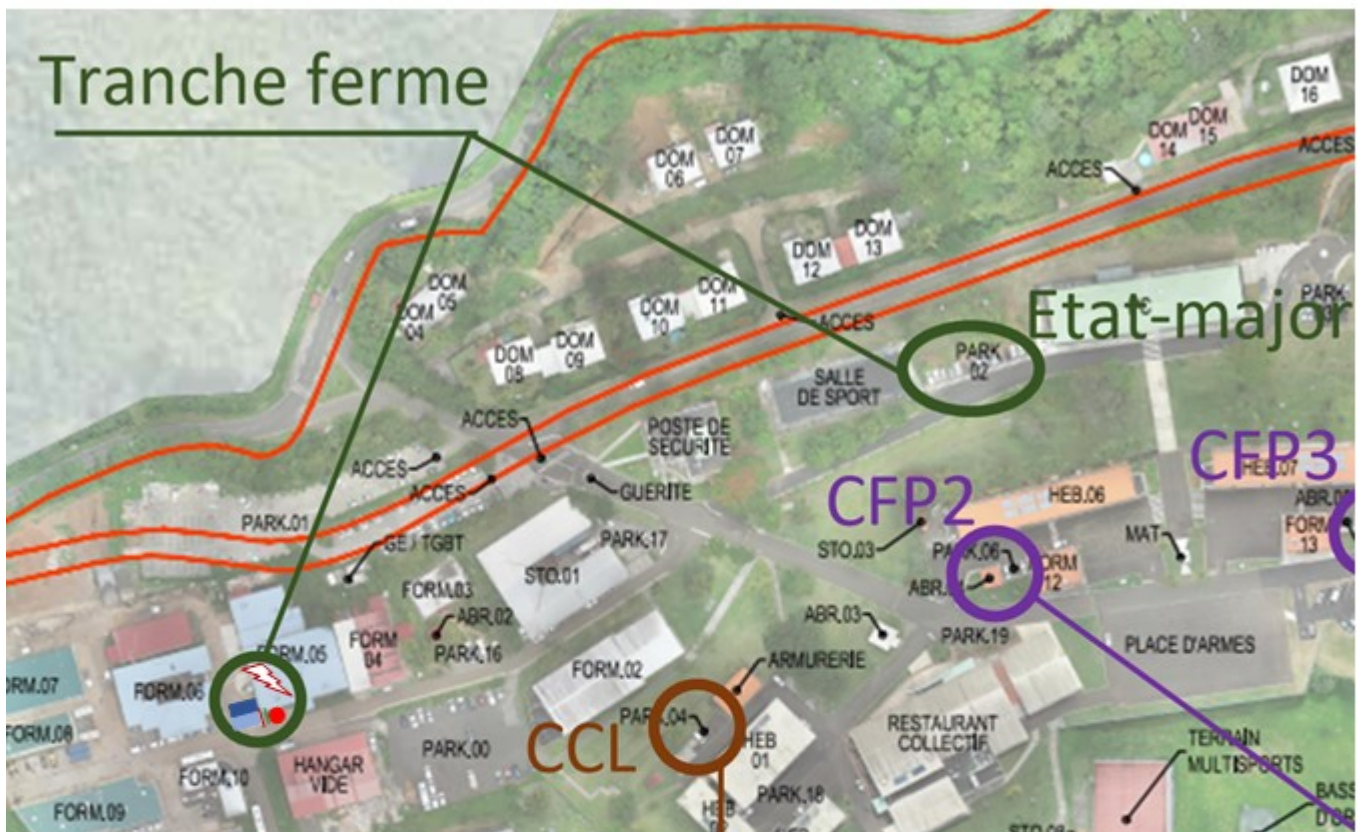 Tranche ferme
DOM
16
DOM
15
DOM
14
ACCES
ACCES
DOM
07
DOM
06
DOM
13
DOM
12
DOM
05
DOM
04
DOM
11
DOM
10
ACCES
Etat-major
PARK
02
DOM
09
DOM
08
SALLE
DE SPORT
ACCES
POSTE DE
SECURITE
ACCES
ACCES
GUERITE
CFP3
HEB.07
CFP2
HEB.06
PARK.01
GE / TGBT
PARK.17
STO.03
PARK.06
MAT
FORM
13
STO.01
FORM.03
ABR.02
ABR.03
PARK.19
PLACE D'ARMES
FORM.05
FORM
04
PARK.16
FORM.02
ARMURERIE
FORM.06
PARK.04
CCL
RESTAURANT
COLLECTIF
FORM.08
PARK.00
HANGAR
VIDE
FORM.10
HEB
01
TERRAIN
MULTISPORTS
FORM.09
PARK.18